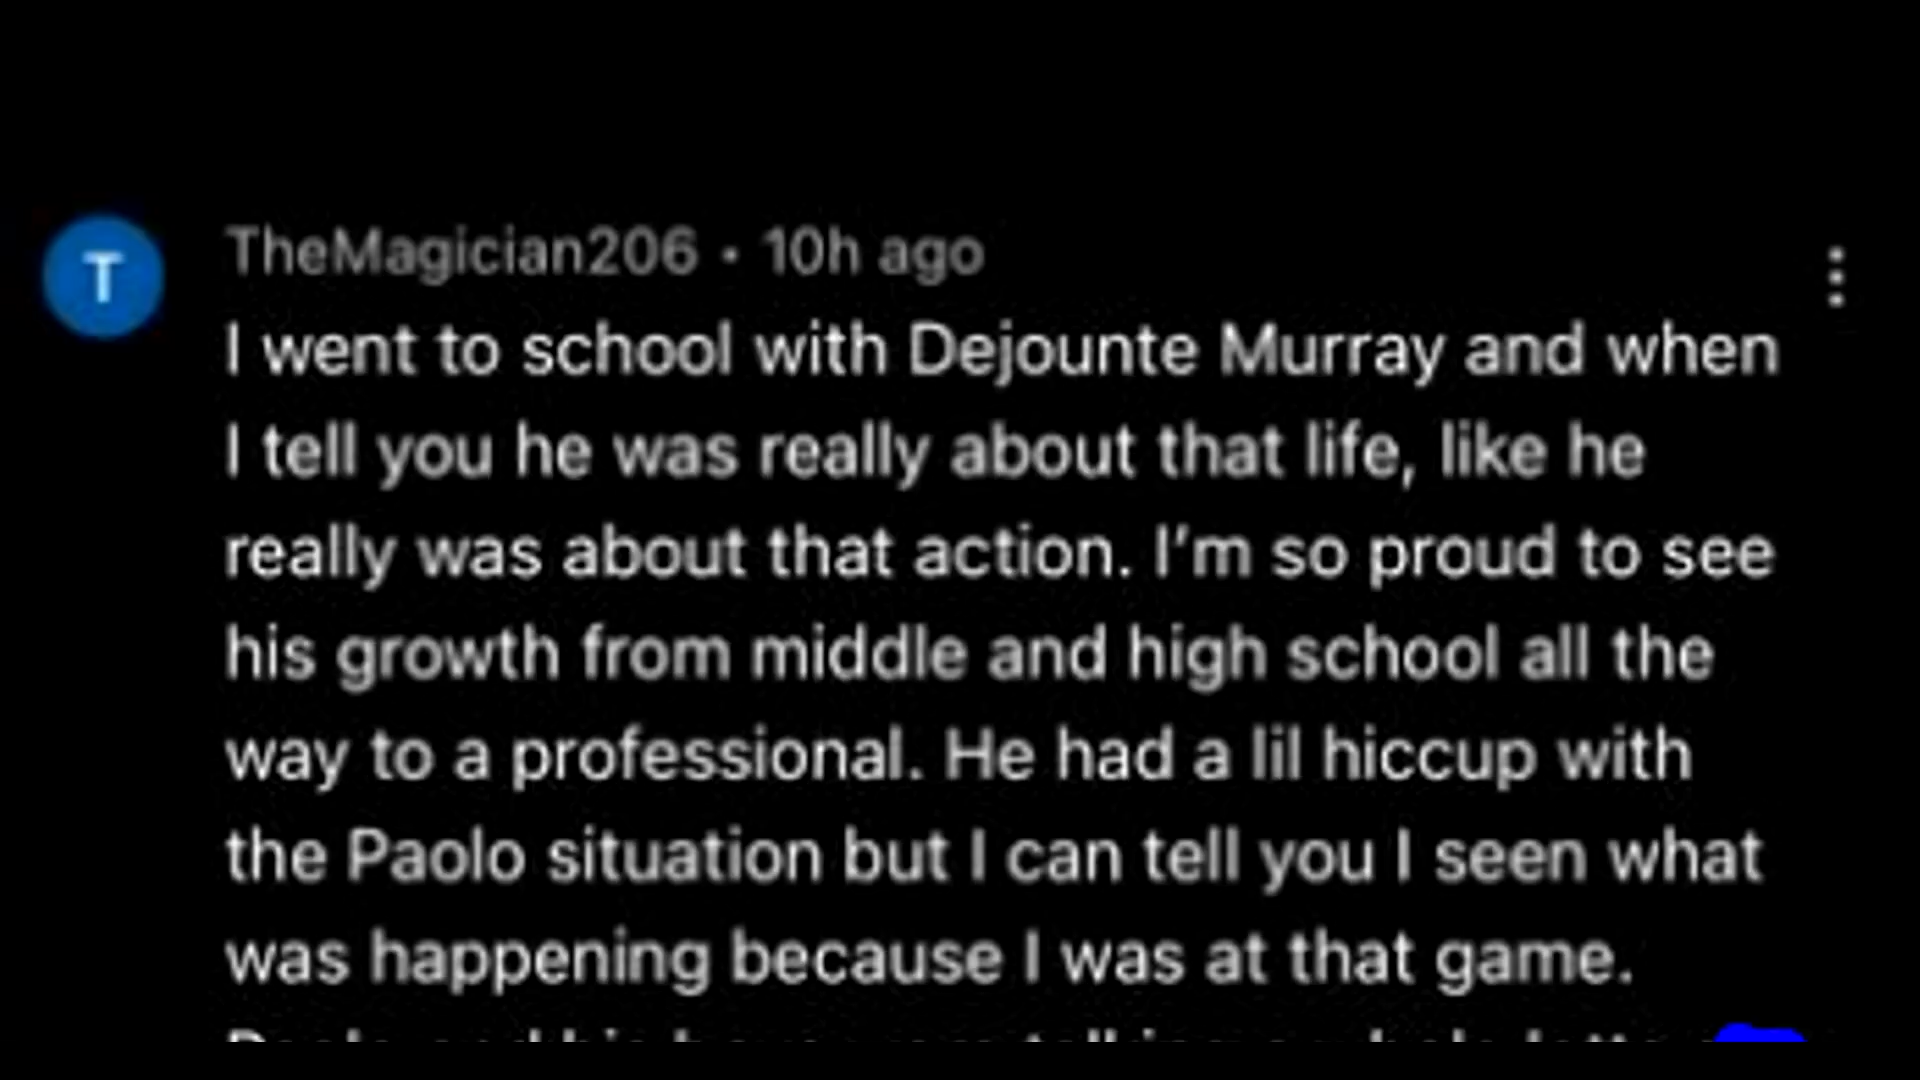 T
TheMagician206 • 10h ago
I went to school with Dejounte Murray and when
I tell you he was really about that life, like he
really was about that action. I’m so proud to see
his growth from middle and high school all the
way to a professional. He had a lil hiccup with
the Paolo situation but I can tell you I seen what
was happening because I was at that game.